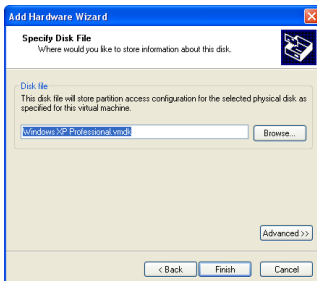 Add Hardware Wizard
Specify Disk File
Where would you like to store information about this disk.
Disk file
This disk file will store partition access configuration for the selected physical disk as
specified for this virtual machine.
Windows XP Professional.vmdk
Browse...
Advanced >>
< Back
Finish
Cancel